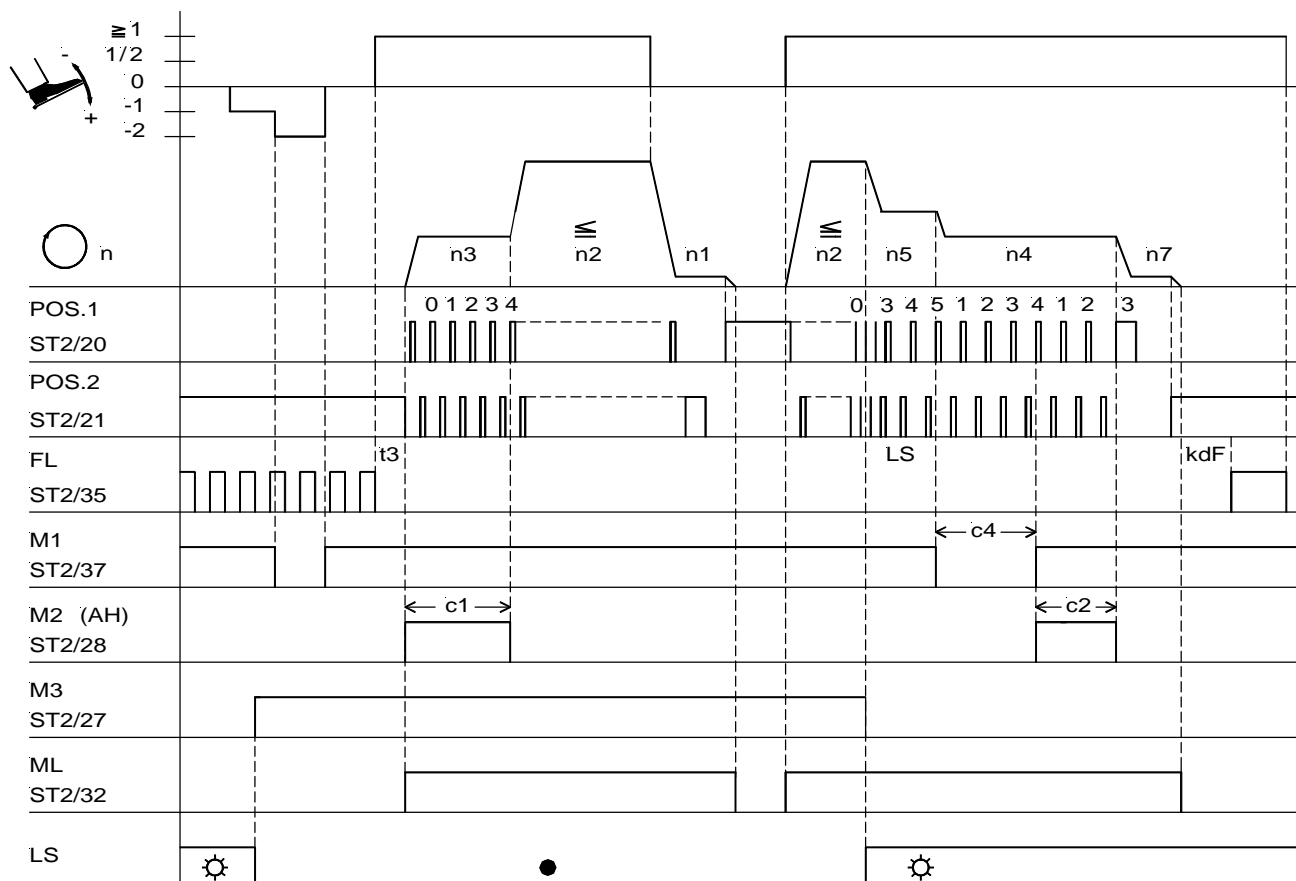 ≧1
1/2
0
-1
-2
-
+
n
n3
≦
n2
n1
≦
n2
n5
n4
n7
POS.1
0 1 2 3 4
0 3 4 5 1 2 3 4 1 2 3
ST2/20
POS.2
ST2/21
FL
t3
LS
kdF
ST2/35
M1
c4
ST2/37
M2 (AH)
c1
c2
ST2/28
M3
ST2/27
ML
ST2/32
LS